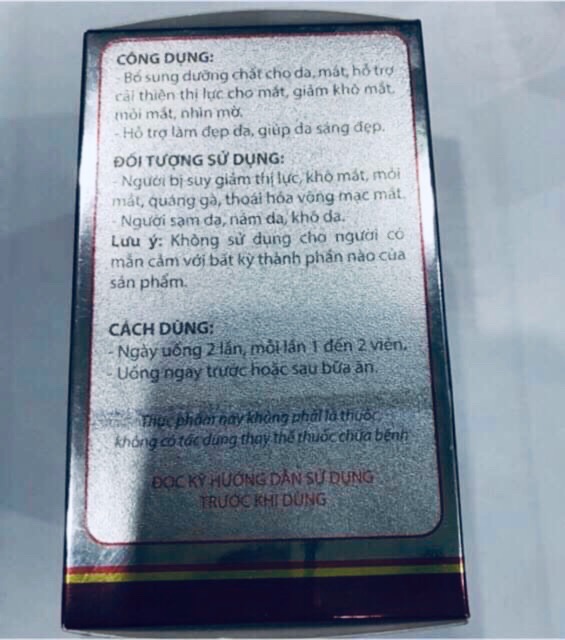 CÔNG DỤNG:
- Bổ sung dưỡng chất cho da, mắt, hỗ trợ
cải thiện thị lực cho mắt, giảm khô mắt,
mỏi mắt, nhìn mờ.
- Hỗ trợ làm đẹp da, giúp da sáng đẹp.
ĐỐI TƯỢNG SỬ DỤNG:
- Người bị suy giảm thị lực, khô mắt, mỏi
mắt, quáng gà, thoái hóa võng mạc mắt.
- Người sạm da, nám da, khô da.
Lưu ý: Không sử dụng cho người có
mẫn cảm với bất kỳ thành phần nào của
sản phẩm.
CÁCH DÙNG:
- Ngày uống 2 lần, mỗi lần 1 đến 2 viên.
- Uống ngay trước hoặc sau bữa ăn.
Thực phẩm này không phải là thuốc,
không có tác dụng thay thế thuốc chữa bệnh
ĐỌC KỸ HƯỚNG DẪN SỬ DỤNG
TRƯỚC KHI DÙNG